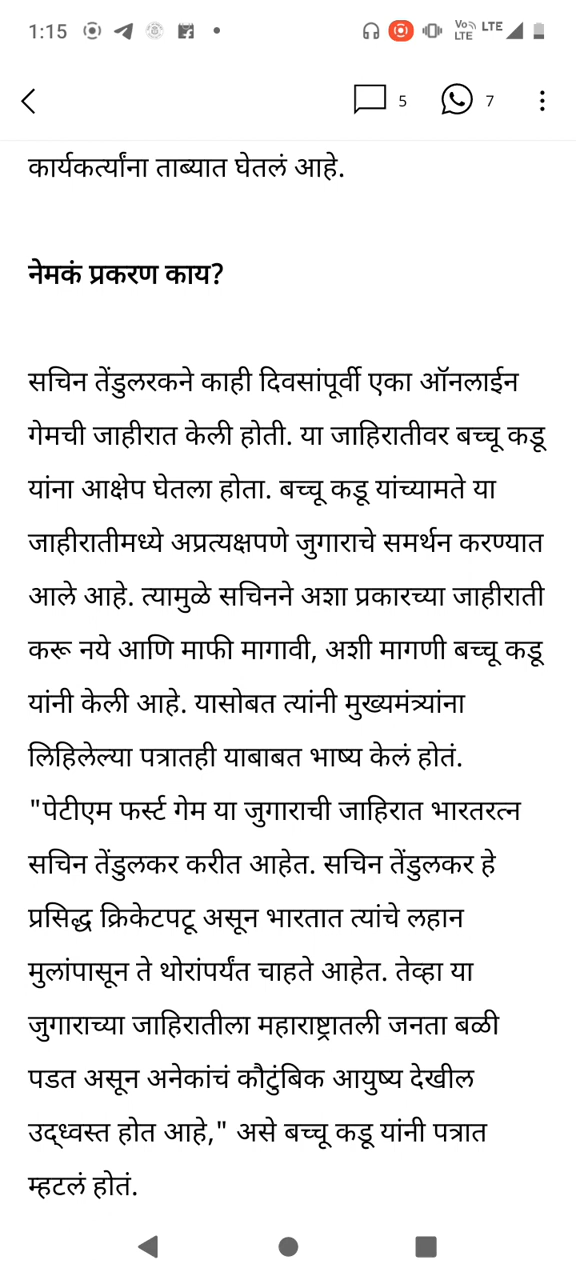 1:15
Vo)) LTE
LTE
5
7
कार्यकर्त्यांना ताब्यात घेतलं आहे.
नेमकं प्रकरण काय?
सचिन तेंडुलरकने काही दिवसांपूर्वी एका ऑनलाईन
गेमची जाहीरात केली होती. या जाहिरातीवर बच्चू कडू
यांना आक्षेप घेतला होता. बच्चू कडू यांच्यामते या
जाहीरातीमध्ये अप्रत्यक्षपणे जुगाराचे समर्थन करण्यात
आले आहे. त्यामुळे सचिनने अशा प्रकारच्या जाहीराती
करू नये आणि माफी मागावी, अशी मागणी बच्चू कडू
यांनी केली आहे. यासोबत त्यांनी मुख्यमंत्र्यांना
लिहिलेल्या पत्रातही याबाबत भाष्य केलं होतं.
"पेटीएम फर्स्ट गेम या जुगाराची जाहिरात भारतरत्न
सचिन तेंडुलकर करीत आहेत. सचिन तेंडुलकर हे
प्रसिद्ध क्रिकेटपटू असून भारतात त्यांचे लहान
मुलांपासून ते थोरांपर्यंत चाहते आहेत. तेव्हा या
जुगाराच्या जाहिरातीला महाराष्ट्रातली जनता बळी
पडत असून अनेकांचं कौटुंबिक आयुष्य देखील
उद्ध्वस्त होत आहे," असे बच्चू कडू यांनी पत्रात
म्हटलं होतं.